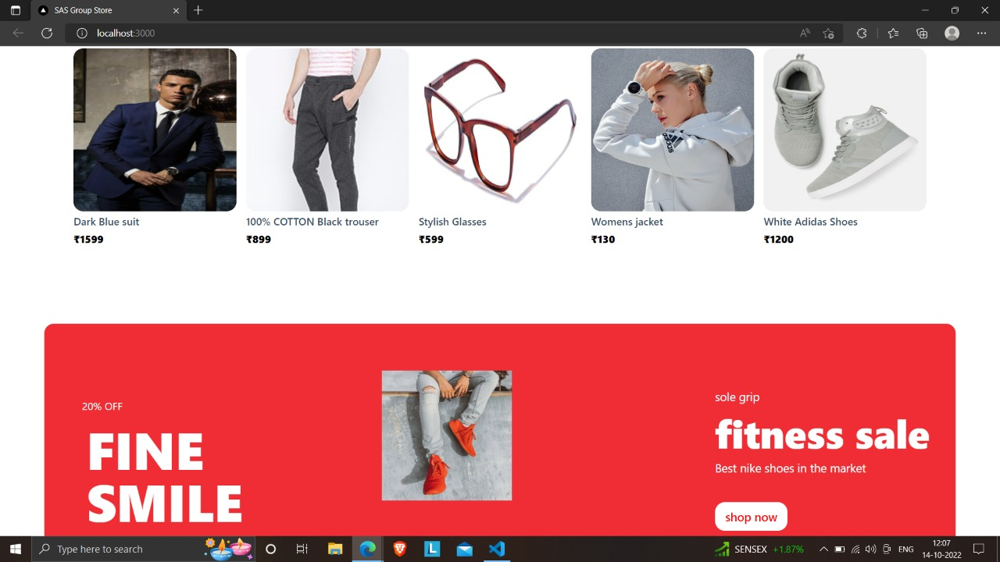 SAS Group Store
localhost:3000
adidas
Dark Blue suit
₹1599
100% COTTON Black trouser
₹899
Stylish Glasses
₹599
Womens jacket
₹130
White Adidas Shoes
₹1200
20% OFF
FINE
SMILE
sole grip
fitness sale
Best nike shoes in the market
shop now
Type here to search
L
SENSEX +1.87%
ENG
12:07
14-10-2022